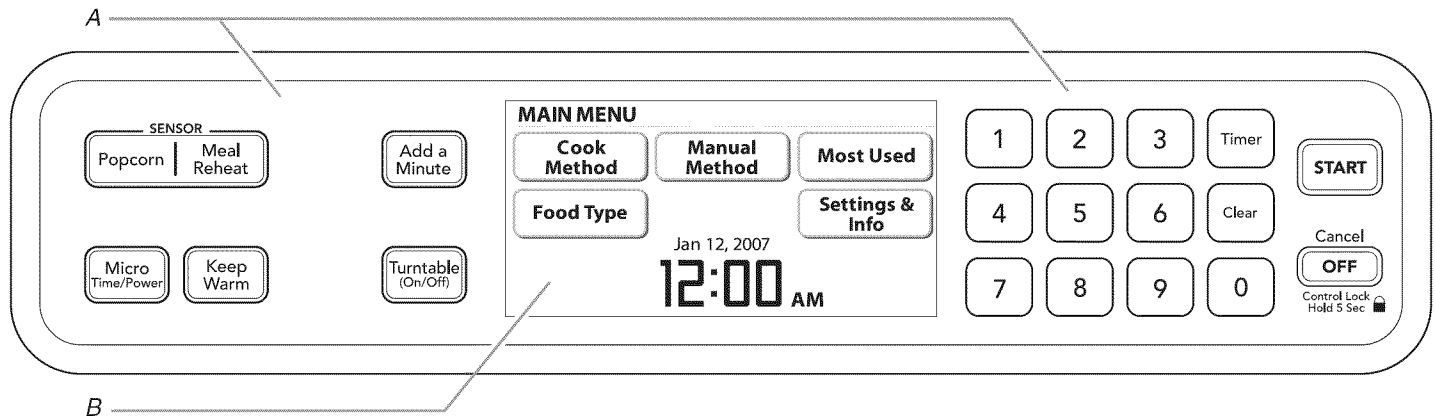 A
SENSOR
Popcorn | Meal
Reheat
Add a
Minute
Micro
Time/Power
Keep
Warm
Turntable
(On/Off)
MAIN MENU
Cook
Method
Manual
Method
Most Used
Food Type
Settings &
Info
Jan 12, 2007
12:00 AM
1 2 3 Timer
4 5 6 Clear
7 8 9 0
START
Cancel
OFF
Control Lock
Hold 5 Sec
B